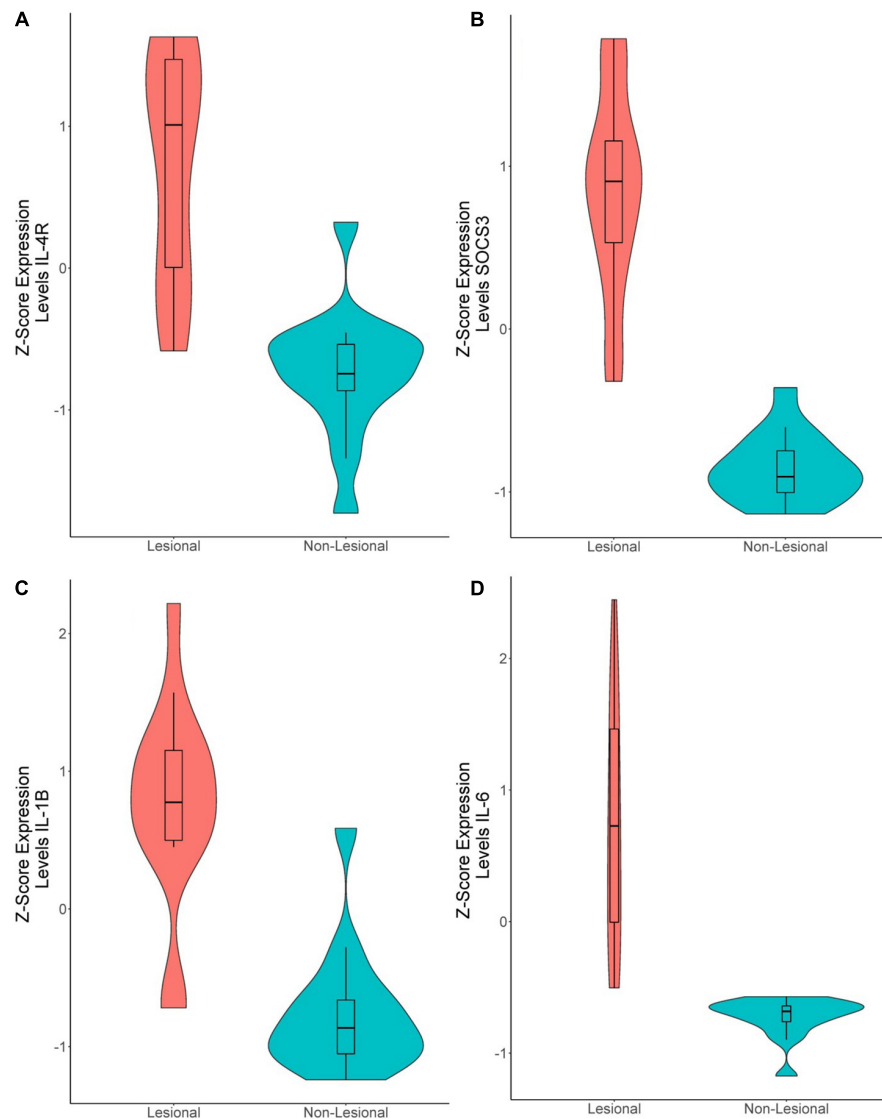 A
Z-Score Expression
Levels IL-4R
1
0
-1
Lesional
Non-Lesional
B
Z-Score Expression
Levels SOCS3
1
0
-1
Lesional
Non-Lesional
C
Z-Score Expression
Levels IL-1B
2
1
0
-1
Lesional
Non-Lesional
D
Z-Score Expression
Levels IL-6
2
1
0
-1
Lesional
Non-Lesional